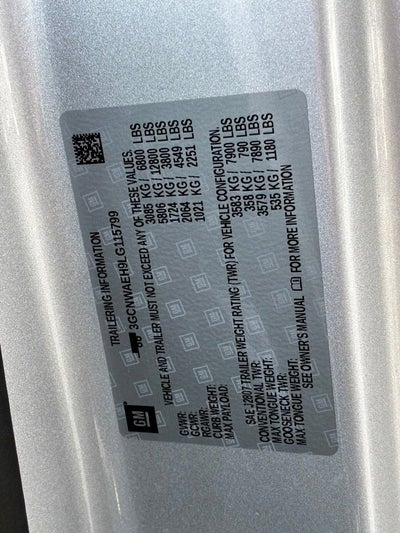 GM
TRAILERING INFORMATION
3GCNWAEH9LG115799
VEHICLE AND TRAILER MUST NOT EXCEED ANY OF THESE VALUES.
GVWR: 3085 KG / 6800 LBS
GCWR: 5806 KG / 12800 LBS
RGAWR: 1724 KG / 3800 LBS
CURB WEIGHT: 2064 KG / 4549 LBS
MAX PAYLOAD: 1021 KG / 2251 LBS
SAE J2807 TRAILER WEIGHT RATING (TWR) FOR VEHICLE CONFIGURATION.
CONVENTIONAL TWR: 3583 KG / 7900 LBS
MAX TONGUE WEIGHT: 358 KG / 790 LBS
GOOSENECK TWR: 3579 KG / 7890 LBS
MAX TONGUE WEIGHT: 535 KG / 1180 LBS
SEE OWNER'S MANUAL FOR MORE INFORMATION.